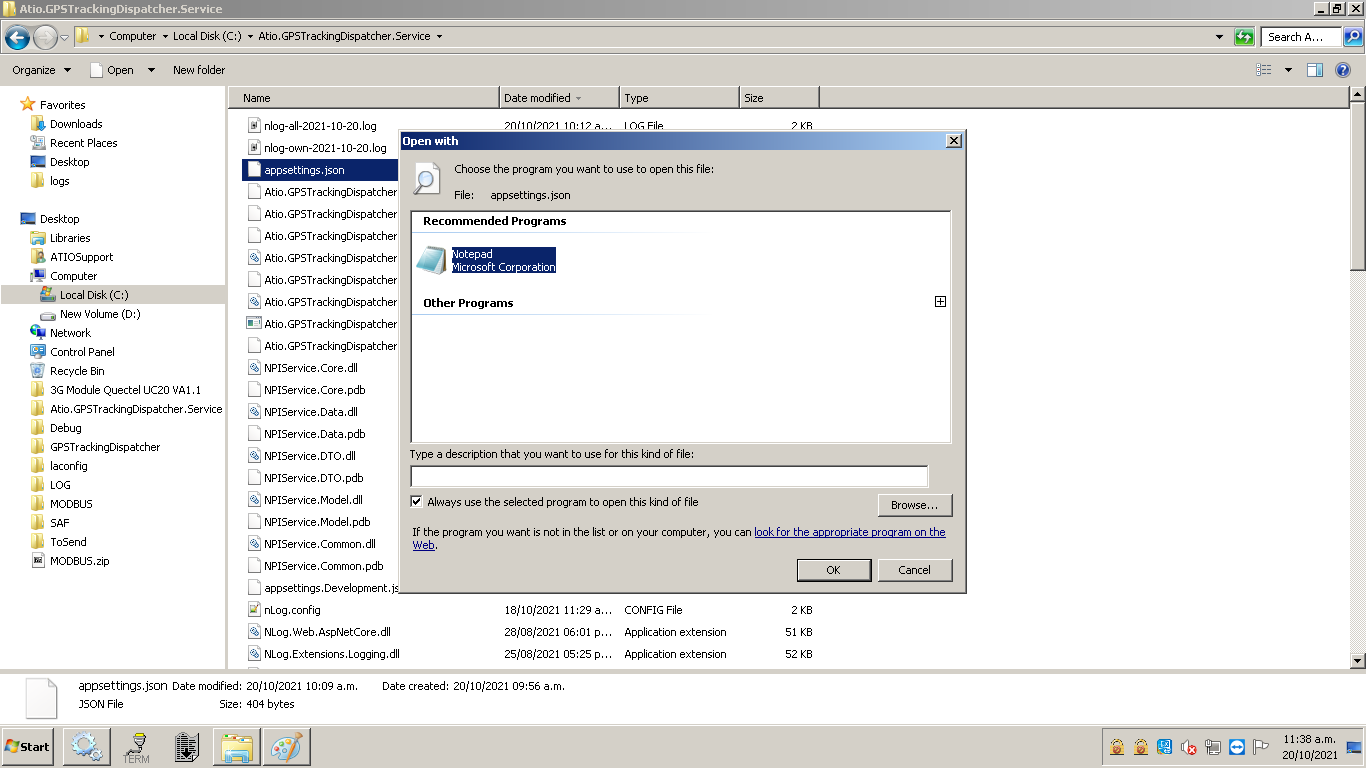 Atio.GPSTrackingDispatcher.Service
Computer Local Disk (C:) Atio.GPSTrackingDispatcher.Service
Search A...
Organize Open New folder
Favorites
Downloads
Recent Places
Desktop
logs
Desktop
Libraries
ATIOSupport
Computer
Local Disk (C:)
New Volume (D:)
Network
Control Panel
Recycle Bin
3G Module Quectel UC20 VA1.1
Atio.GPSTrackingDispatcher.Service
Debug
GPSTrackingDispatcher
laconfig
LOG
MODBUS
SAF
ToSend
MODBUS.zip
Name Date modified Type Size
nlog-all-2021-10-20.log 20/10/2021 10:12 a... LOG File 2 KB
nlog-own-2021-10-20.log
appsettings.json
Atio.GPSTrackingDispatcher
Atio.GPSTrackingDispatcher
Atio.GPSTrackingDispatcher
Atio.GPSTrackingDispatcher
Atio.GPSTrackingDispatcher
Atio.GPSTrackingDispatcher
Atio.GPSTrackingDispatcher
Atio.GPSTrackingDispatcher
NPIService.Core.dll
NPIService.Core.pdb
NPIService.Data.dll
NPIService.Data.pdb
NPIService.DTO.dll
NPIService.DTO.pdb
NPIService.Model.dll
NPIService.Model.pdb
NPIService.Common.dll
NPIService.Common.pdb
appsettings.Development.js
nLog.config 18/10/2021 11:29 a... CONFIG File 2 KB
NLog.Web.AspNetCore.dll 28/08/2021 06:01 p... Application extension 51 KB
NLog.Extensions.Logging.dll 25/08/2021 05:25 p... Application extension 52 KB
Open with
Choose the program you want to use to open this file:
File: appsettings.json
Recommended Programs
Notepad
Microsoft Corporation
Other Programs
Type a description that you want to use for this kind of file:
Always use the selected program to open this kind of file
Browse...
If the program you want is not in the list or on your computer, you can look for the appropriate program on the
Web.
OK Cancel
appsettings.json Date modified: 20/10/2021 10:09 a.m. Date created: 20/10/2021 09:56 a.m.
JSON File Size: 404 bytes
Start
TERM
11:38 a.m.
20/10/2021